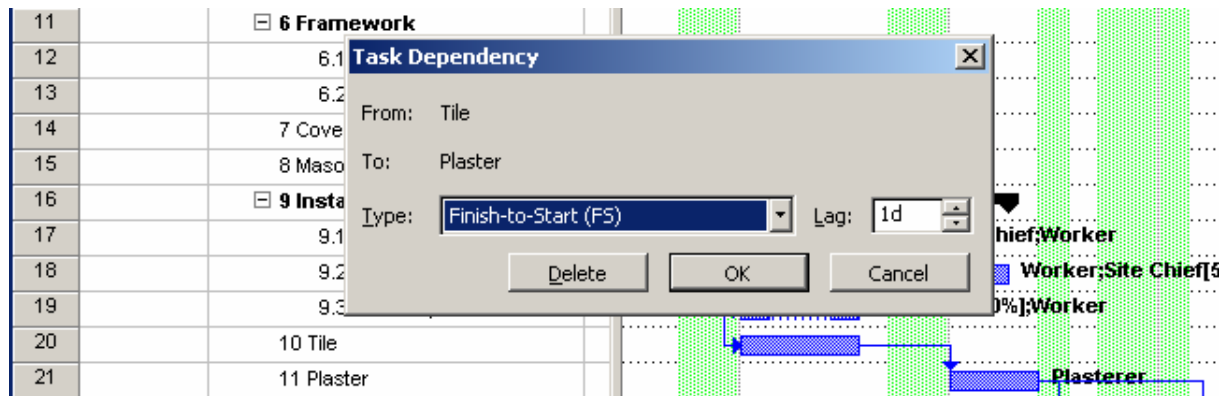 11 6 Framework
12 6.1
Task Dependency
13 6.2
From: Tile
14 7 Cove
15 8 Maso
To: Plaster
16 9 Insta
Type: Finish-to-Start (FS) Lag: 1d
17 9.1 hief;Worker
18 9.2 Worker;Site Chief[5
Delete OK Cancel
19 9.3 0%];Worker
20 10 Tile
21 11 Plaster Plasterer